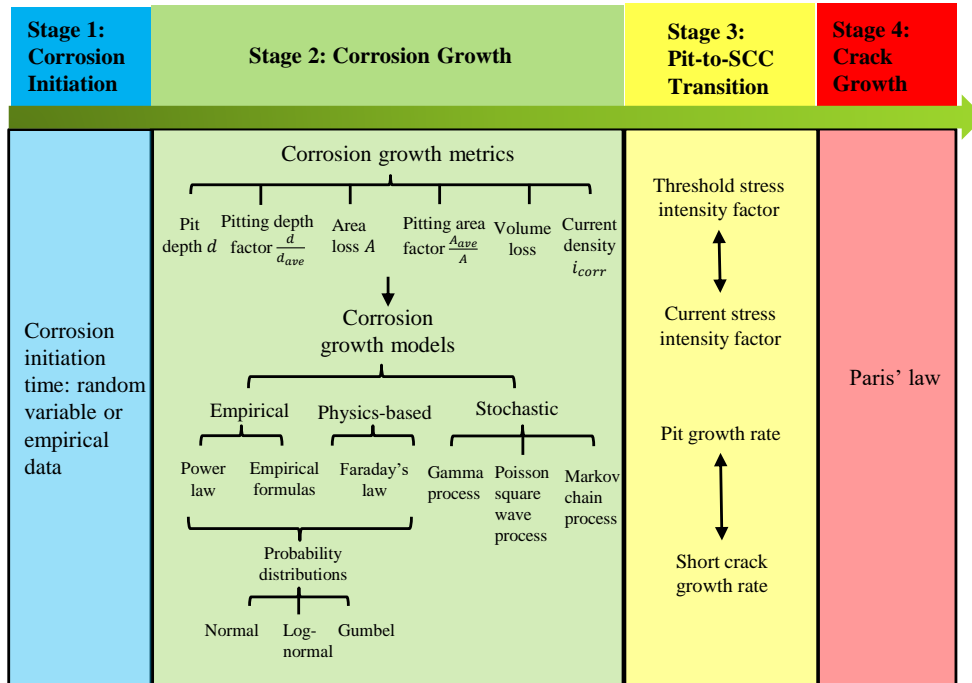 Stage 1:
Corrosion
Initiation
Stage 2: Corrosion Growth
Stage 3:
Pit-to-SCC
Transition
Stage 4:
Crack
Growth
Corrosion
initiation
time: random
variable or
empirical
data
Corrosion growth metrics
Pit
depth d
Pitting depth
factor d/d_ave
Area
loss A
Pitting area
factor A_ave/A
Volume
loss
Current
density
i_corr
Corrosion
growth models
Empirical
Physics-based
Stochastic
Power
law
Empirical
formulas
Faraday's
law
Gamma
process
Poisson
square
wave
process
Markov
chain
process
Probability
distributions
Normal
Log-
normal
Gumbel
Threshold stress
intensity factor
Current stress
intensity factor
Pit growth rate
Short crack
growth rate
Paris' law